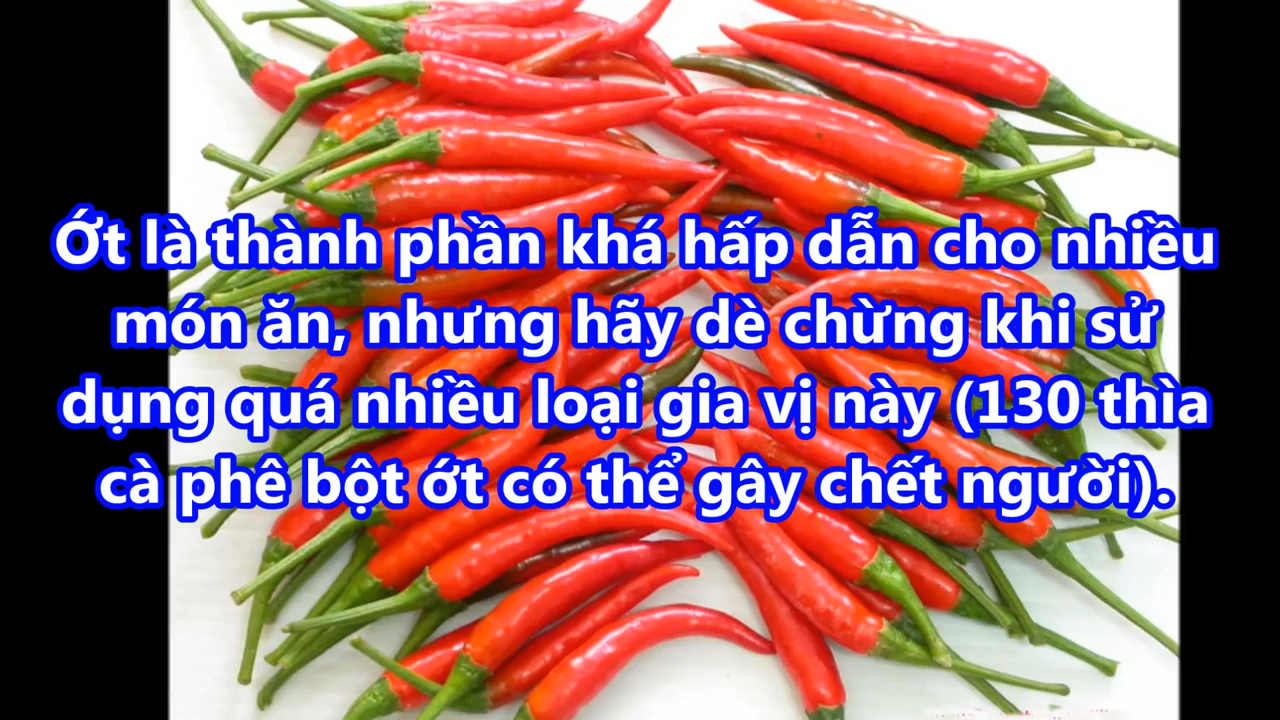 Ớt là thành phần khá hấp dẫn cho nhiều
món ăn, nhưng hãy dè chừng khi sử
dụng quá nhiều loại gia vị này (130 thìa
cà phê bột ớt có thể gây chết người).